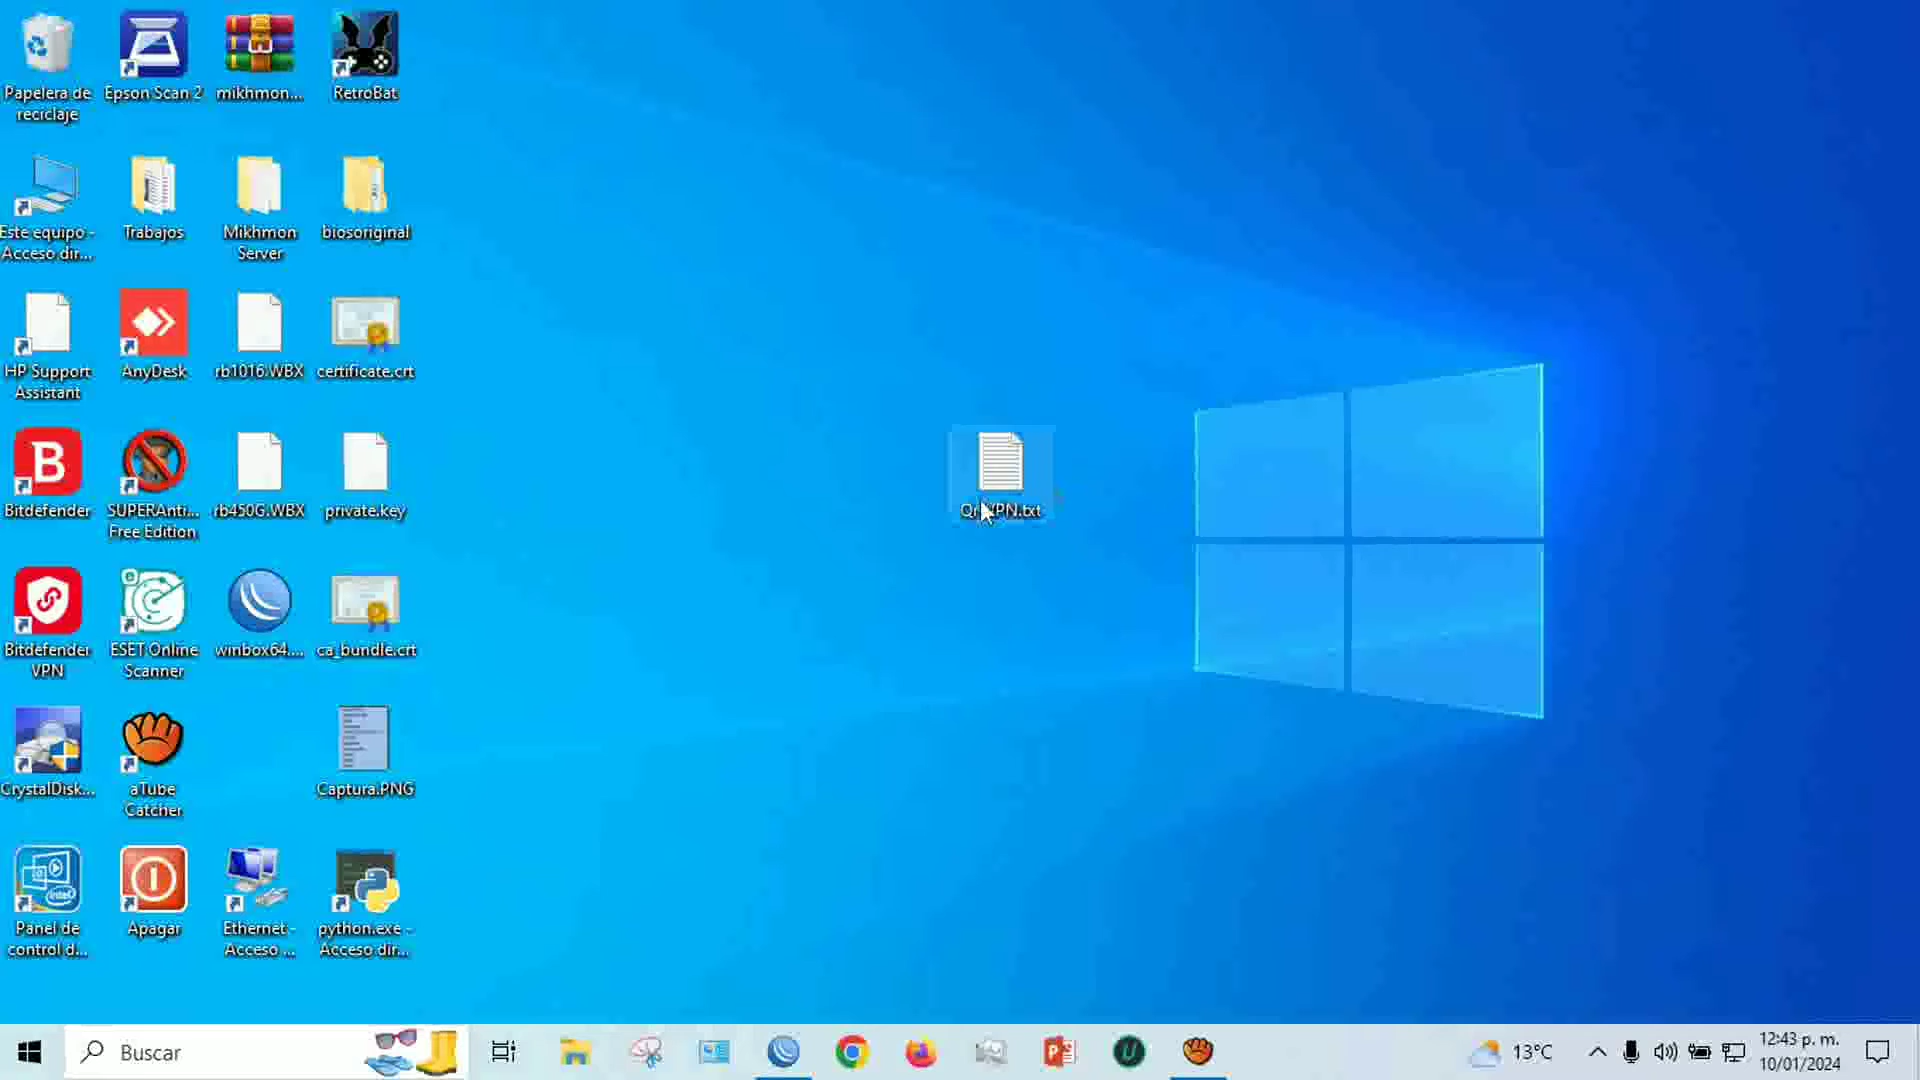 Papelera de
reciclaje
Epson Scan 2
mikhmon...
RetroBat
Este equipo -
Acceso dir...
Trabajos
Mikhmon
Server
biosoriginal
HP Support
Assistant
AnyDesk
rb1016.WBX
certificate.crt
Bitdefender
SUPERAnti...
Free Edition
rb450G.WBX
private.key
Bitdefender
VPN
ESET Online
Scanner
winbox64....
ca_bundle.crt
CrystalDisk...
aTube
Catcher
Captura.PNG
Panel de
control d...
Apagar
Ethernet -
Acceso ...
python.exe -
Acceso dir...
Buscar
13°C
12:43 p. m.
10/01/2024